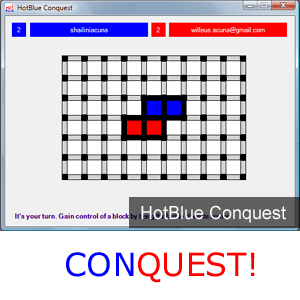 HotBlue Conquest
2 shailiniacuna 2 willeus.acuna@gmail.com
It's your turn. Gain control of a block by
HotBlue Conquest
CONQUEST!